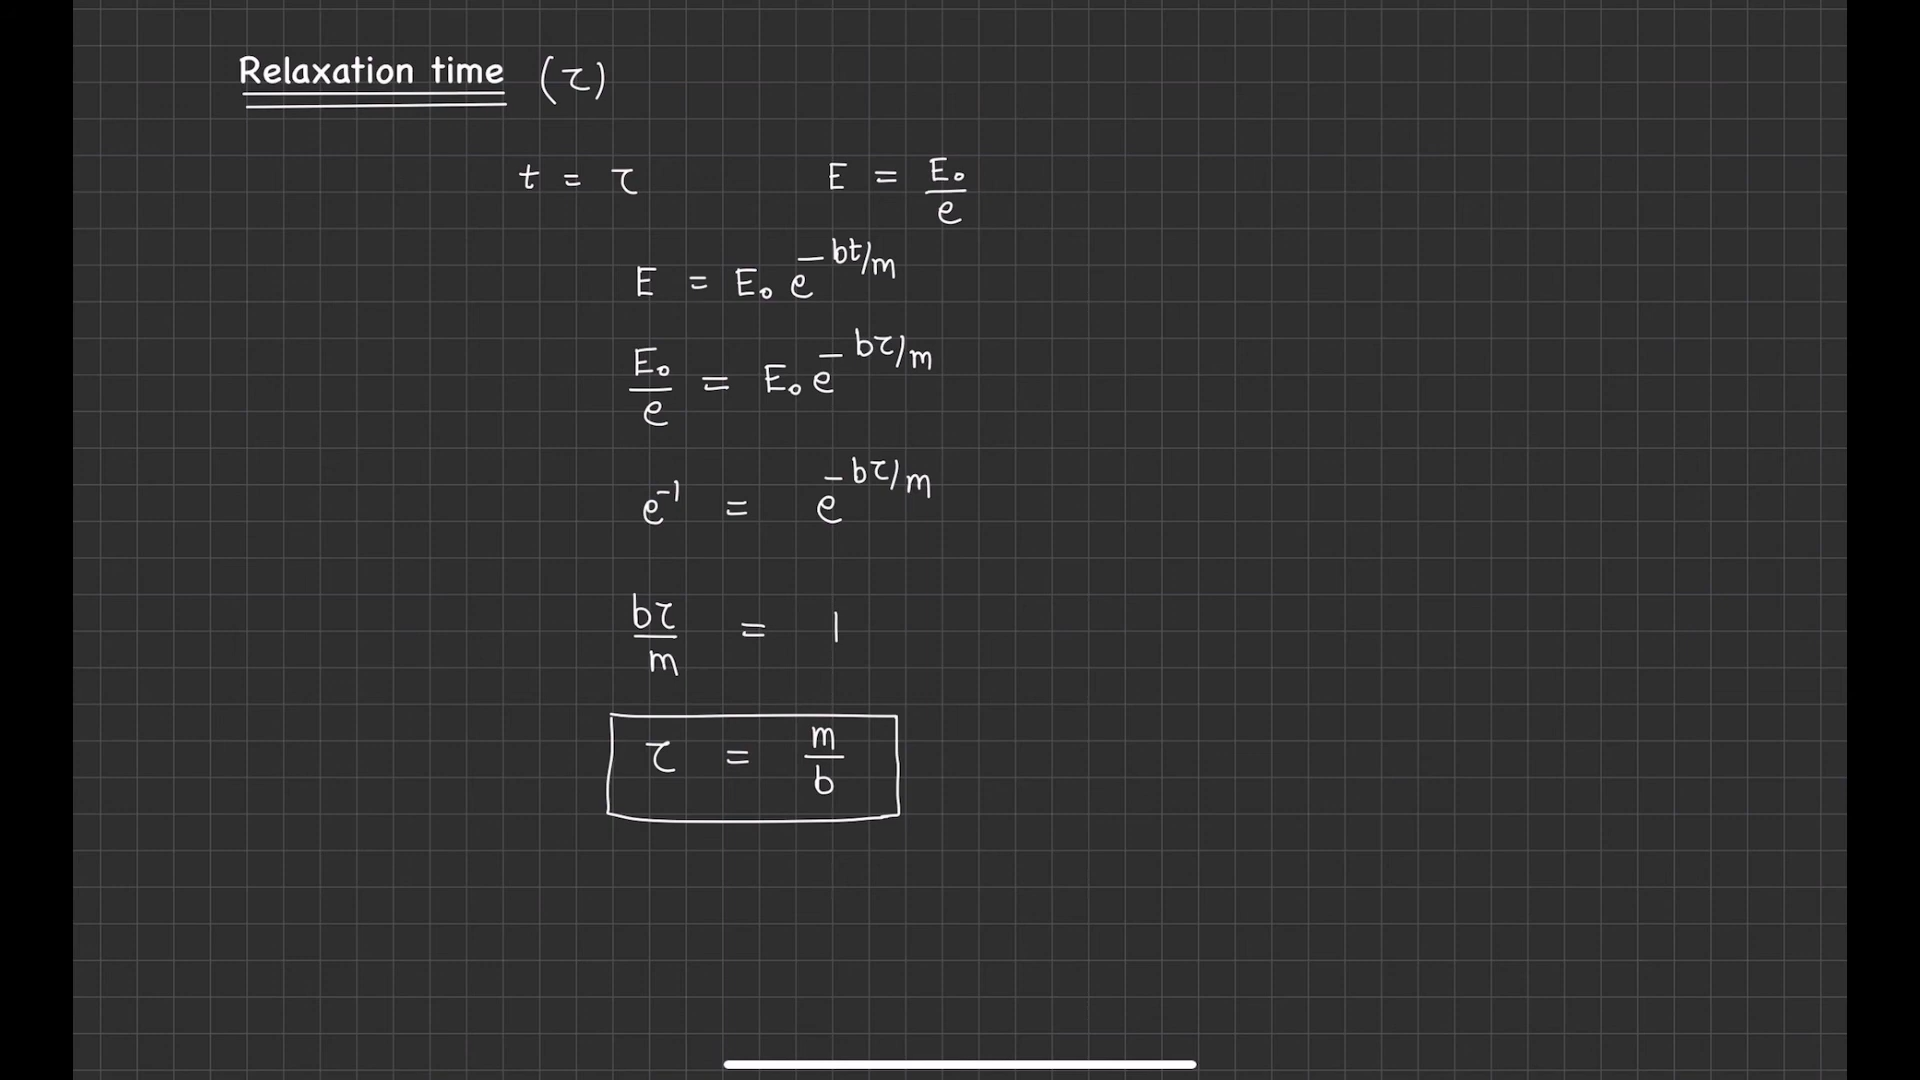 Relaxation time (τ)
t = τ E = E₀/e
E = E₀ e^(-bt/m)
E₀/e = E₀ e^(-bτ/m)
e^(-1) = e^(-bτ/m)
bτ/m = 1
τ = m/b